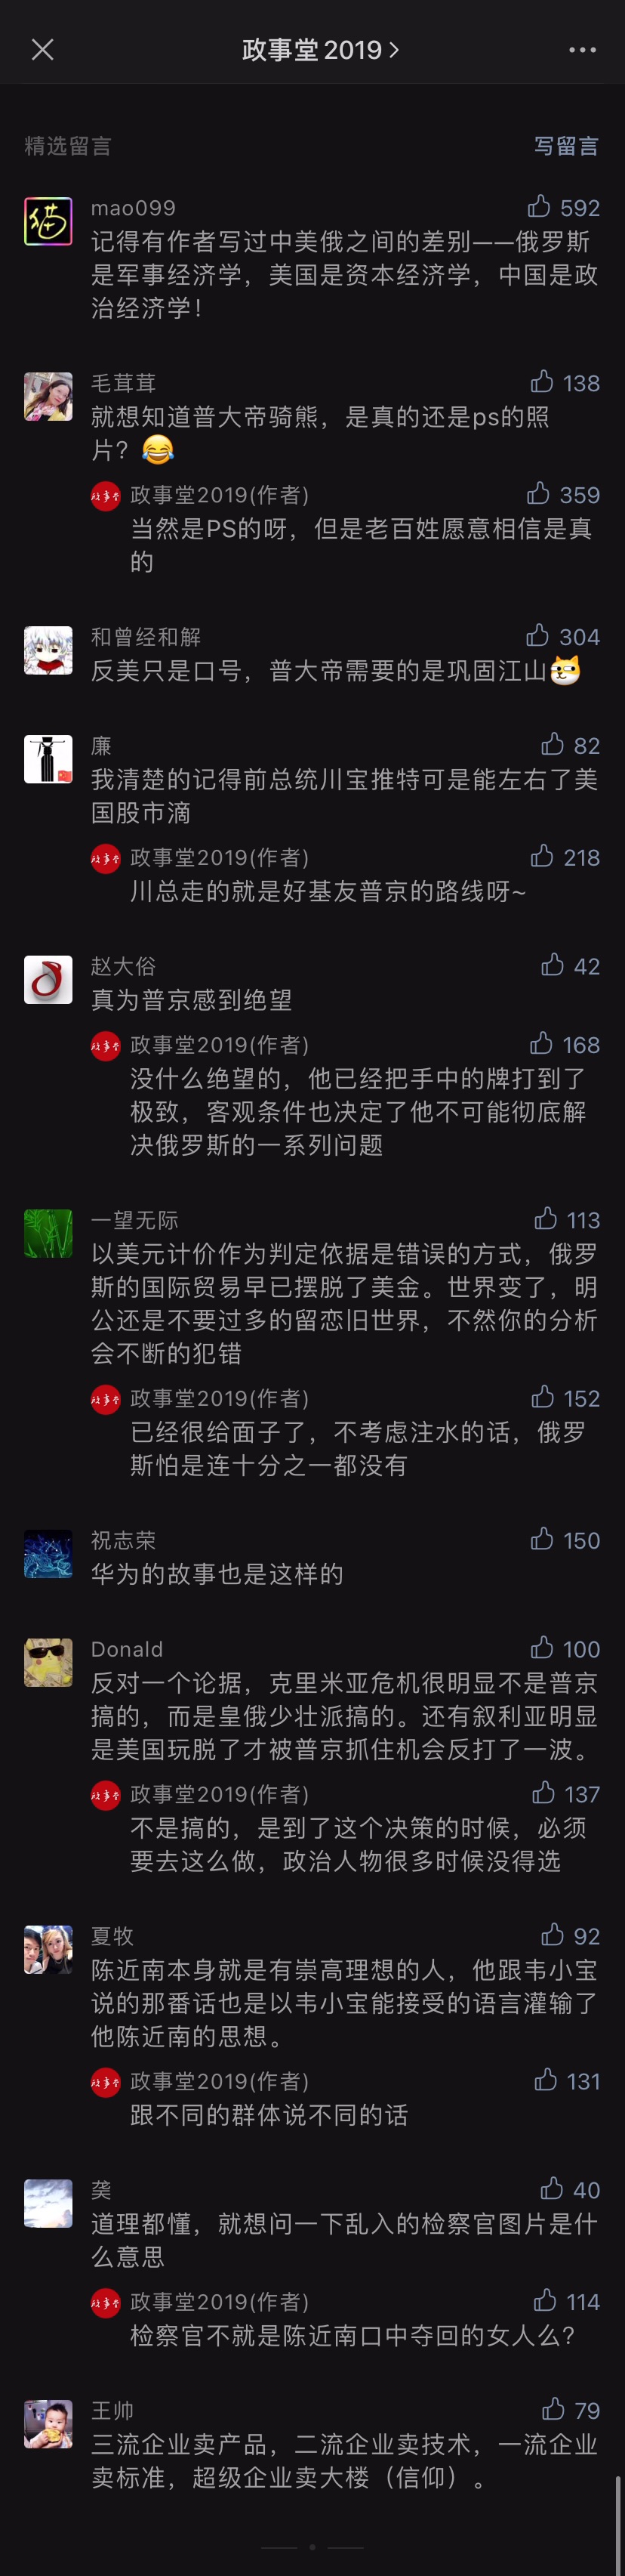 政事堂2019
精选留言
写留言
mao099
592
记得有作者写过中美俄之间的差别——俄罗斯
是军事经济学，美国是资本经济学，中国是政
治经济学！
毛茸茸
138
就想知道普大帝骑熊，是真的还是ps的照
片？😂
政事堂2019(作者)
359
当然是PS的呀，但是老百姓愿意相信是真
的
和曾经和解
304
反美只是口号，普大帝需要的是巩固江山
廉
82
我清楚的记得前总统川宝推特可是能左右了美
国股市滴
政事堂2019(作者)
218
川总走的就是好基友普京的路线呀~
赵大俗
42
真为普京感到绝望
政事堂2019(作者)
168
没什么绝望的，他已经把手中的牌打到了
极致，客观条件也决定了他不可能彻底解
决俄罗斯的一系列问题
一望无际
113
以美元计价作为判定依据是错误的方式，俄罗
斯的国际贸易早已摆脱了美金。世界变了，明
公还是不要过多的留恋旧世界，不然你的分析
会不断的犯错
政事堂2019(作者)
152
已经很给面子了，不考虑注水的话，俄罗
斯怕是连十分之一都没有
祝志荣
150
华为的故事也是这样的
Donald
100
反对一个论据，克里米亚危机很明显不是普京
搞的，而是皇俄少壮派搞的。还有叙利亚明显
是美国玩脱了才被普京抓住机会反打了一波。
政事堂2019(作者)
137
不是搞的，是到了这个决策的时候，必须
要去这么做，政治人物很多时候没得选
夏牧
92
陈近南本身就是有崇高理想的人，他跟韦小宝
说的那番话也是以韦小宝能接受的语言灌输了
他陈近南的思想。
政事堂2019(作者)
131
跟不同的群体说不同的话
龚
40
道理都懂，就想问一下乱入的检察官图片是什
么意思
政事堂2019(作者)
114
检察官不就是陈近南口中夺回的女人么？
王帅
79
三流企业卖产品，二流企业卖技术，一流企业
卖标准，超级企业卖大楼（信仰）。